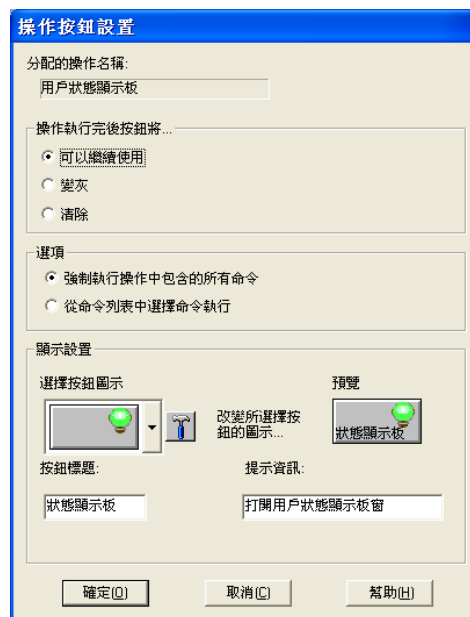 操作按鈕設置
分配的操作名稱:
用戶狀態顯示板
操作執行完後按鈕將...
可以繼續使用
變灰
清除
選項
強制執行操作中包含的所有命令
從命令列表中選擇命令執行
顯示設置
選擇按鈕圖示
預覽
改變所選擇按
鈕的圖示...
狀態顯示板
按鈕標題:
提示資訊:
狀態顯示板
打開用戶狀態顯示板窗
確定(O)
取消(C)
幫助(H)